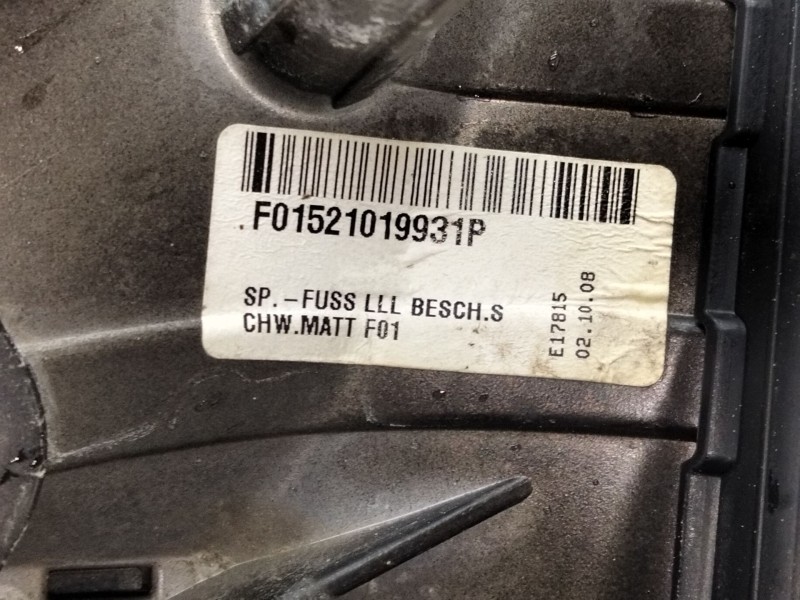 .F01521019931P
SP.-FUSS LLL BESCH.S
CHW.MATT F01
E17815
02.10.08